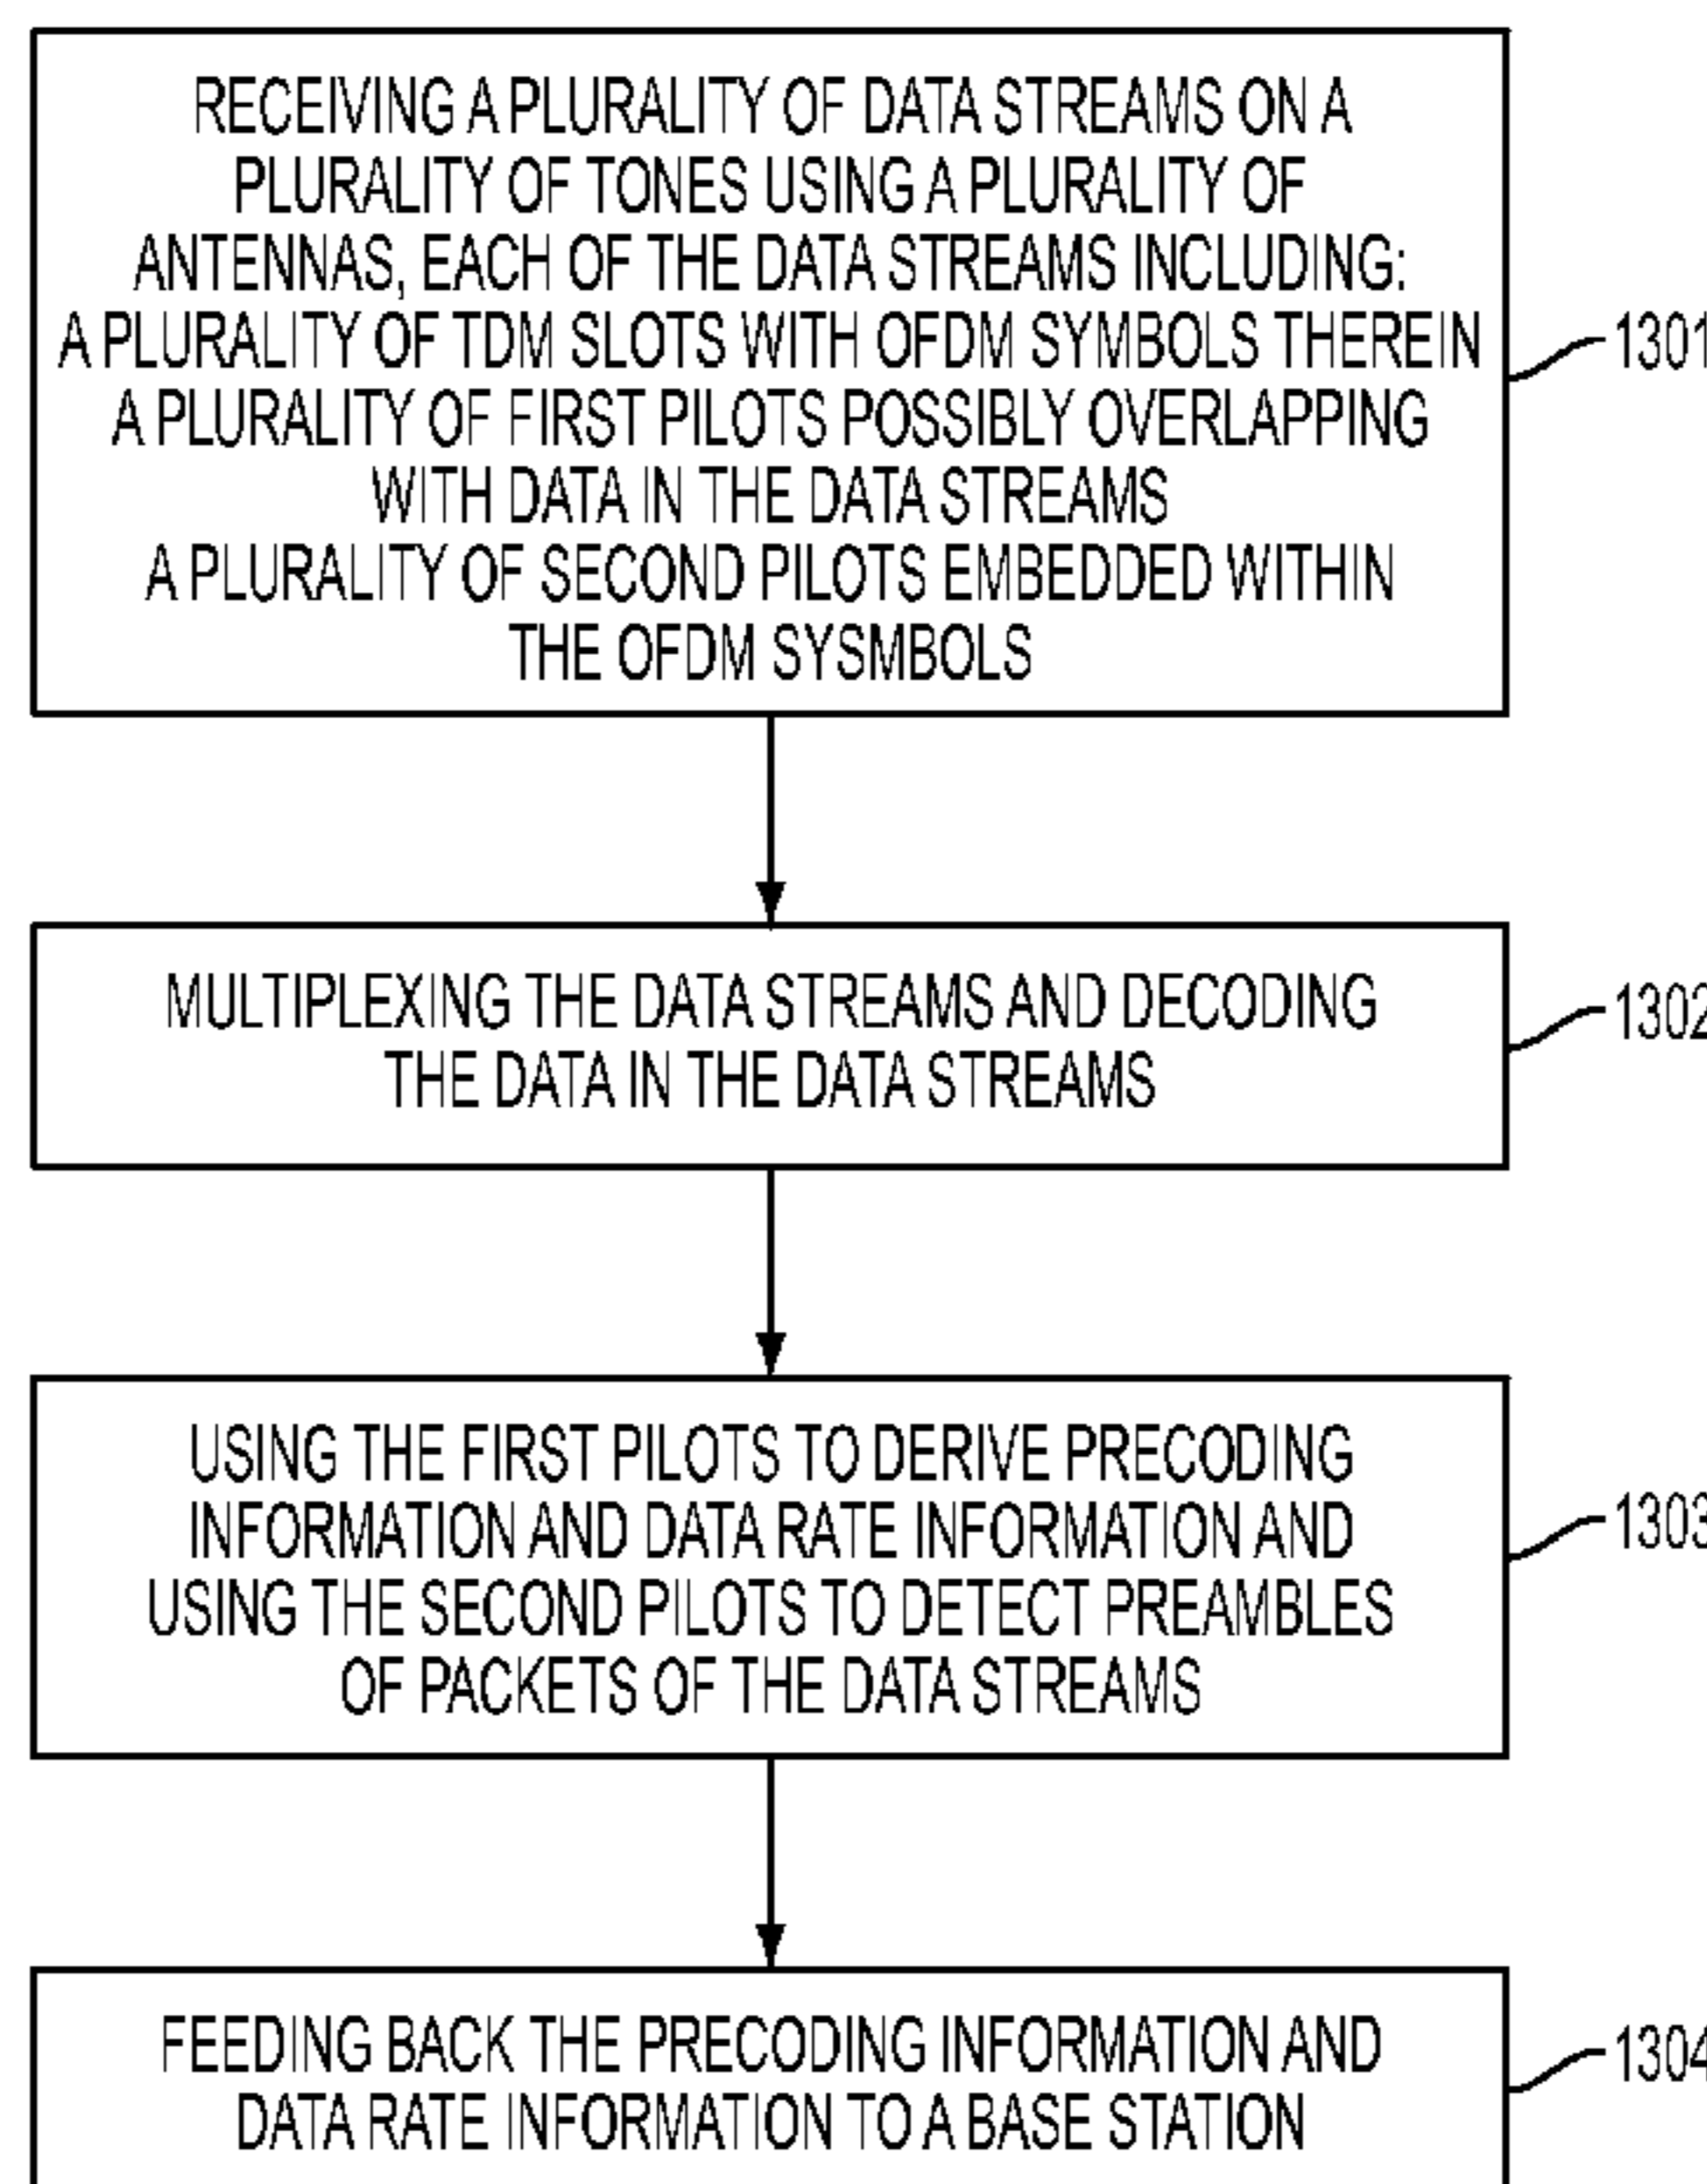 RECEIVING A PLURALITY OF DATA STREAMS ON A
PLURALITY OF TONES USING A PLURALITY OF
ANTENNAS, EACH OF THE DATA STREAMS INCLUDING:
A PLURALITY OF TDM SLOTS WITH OFDM SYMBOLS THEREIN
A PLURALITY OF FIRST PILOTS POSSIBLY OVERLAPPING
WITH DATA IN THE DATA STREAMS
A PLURALITY OF SECOND PILOTS EMBEDDED WITHIN
THE OFDM SYSMBOLS
1301
MULTIPLEXING THE DATA STREAMS AND DECODING
THE DATA IN THE DATA STREAMS
1302
USING THE FIRST PILOTS TO DERIVE PRECODING
INFORMATION AND DATA RATE INFORMATION AND
USING THE SECOND PILOTS TO DETECT PREAMBLES
OF PACKETS OF THE DATA STREAMS
1303
FEEDING BACK THE PRECODING INFORMATION AND
DATA RATE INFORMATION TO A BASE STATION
1304